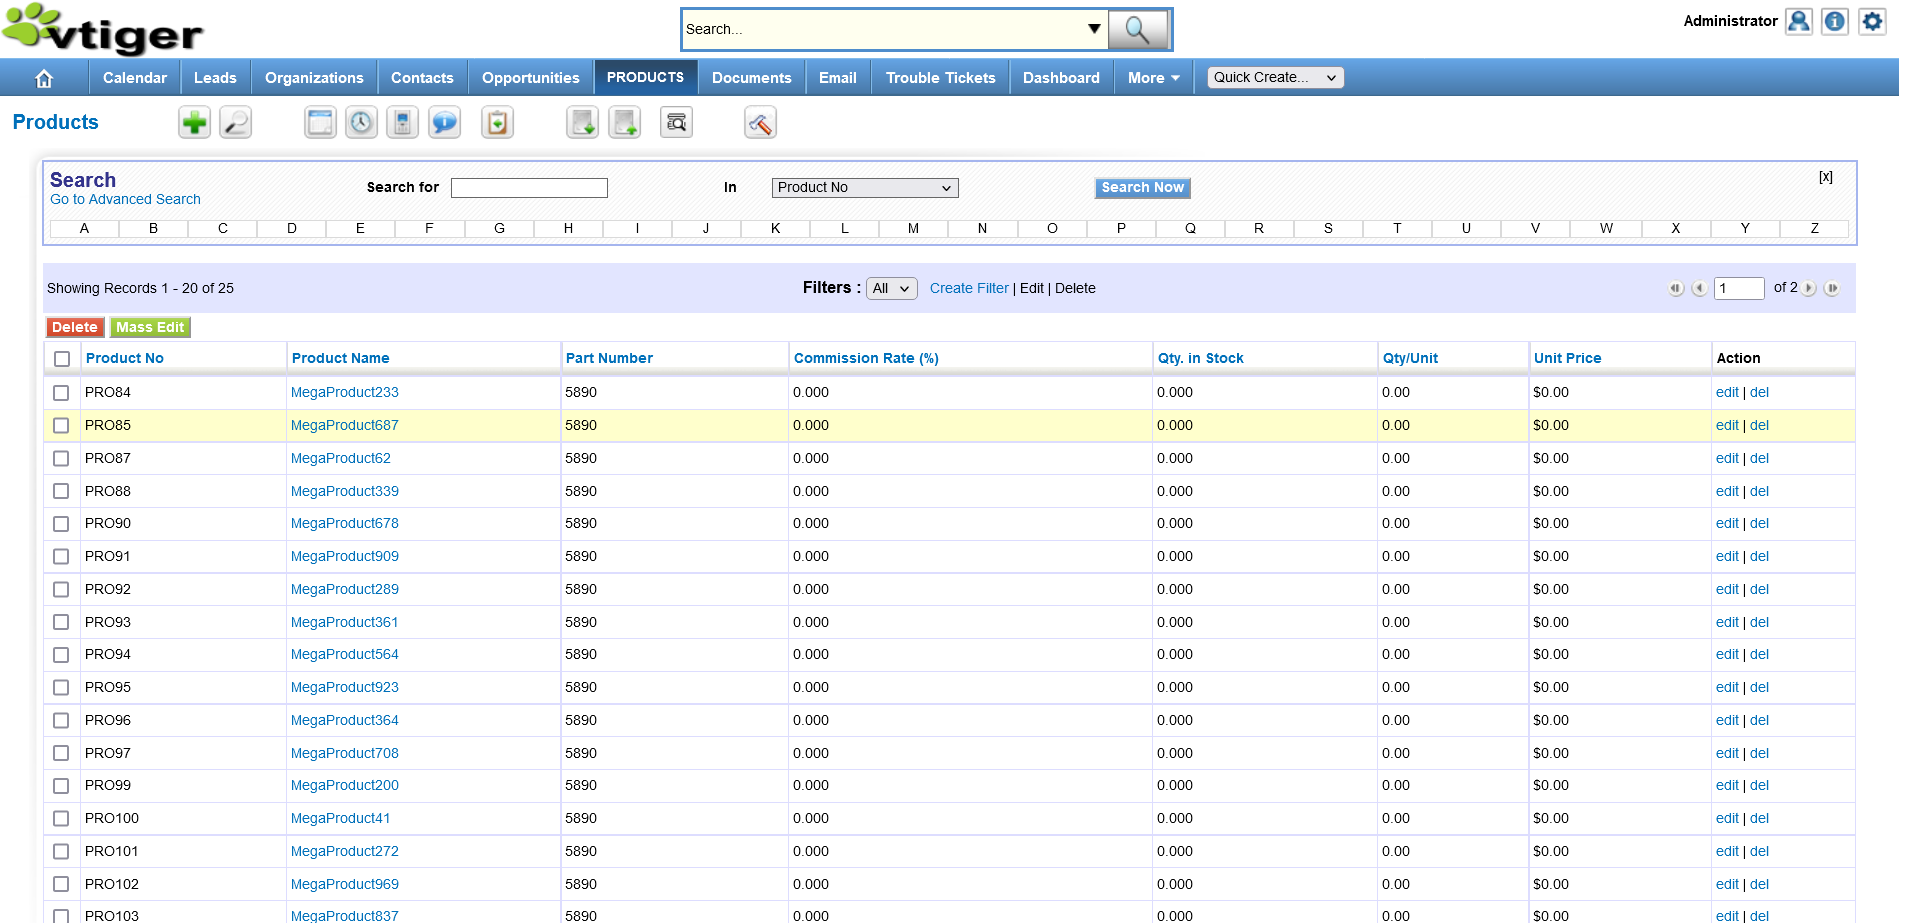 vtiger
Search...
Administrator
Calendar Leads Organizations Contacts Opportunities PRODUCTS Documents Email Trouble Tickets Dashboard More Quick Create...
Products
Search
Go to Advanced Search
Search for In Product No Search Now [x]
A B C D E F G H I J K L M N O P Q R S T U V W X Y Z
Showing Records 1 - 20 of 25 Filters : All Create Filter | Edit | Delete 1 of 2
Delete Mass Edit
Product No Product Name Part Number Commission Rate (%) Qty. in Stock Qty/Unit Unit Price Action
PRO84 MegaProduct233 5890 0.000 0.000 0.00 $0.00 edit | del
PRO85 MegaProduct687 5890 0.000 0.000 0.00 $0.00 edit | del
PRO87 MegaProduct62 5890 0.000 0.000 0.00 $0.00 edit | del
PRO88 MegaProduct339 5890 0.000 0.000 0.00 $0.00 edit | del
PRO90 MegaProduct678 5890 0.000 0.000 0.00 $0.00 edit | del
PRO91 MegaProduct909 5890 0.000 0.000 0.00 $0.00 edit | del
PRO92 MegaProduct289 5890 0.000 0.000 0.00 $0.00 edit | del
PRO93 MegaProduct361 5890 0.000 0.000 0.00 $0.00 edit | del
PRO94 MegaProduct564 5890 0.000 0.000 0.00 $0.00 edit | del
PRO95 MegaProduct923 5890 0.000 0.000 0.00 $0.00 edit | del
PRO96 MegaProduct364 5890 0.000 0.000 0.00 $0.00 edit | del
PRO97 MegaProduct708 5890 0.000 0.000 0.00 $0.00 edit | del
PRO99 MegaProduct200 5890 0.000 0.000 0.00 $0.00 edit | del
PRO100 MegaProduct41 5890 0.000 0.000 0.00 $0.00 edit | del
PRO101 MegaProduct272 5890 0.000 0.000 0.00 $0.00 edit | del
PRO102 MegaProduct969 5890 0.000 0.000 0.00 $0.00 edit | del
PRO103 MegaProduct837 5890 0.000 0.000 0.00 $0.00 edit | del